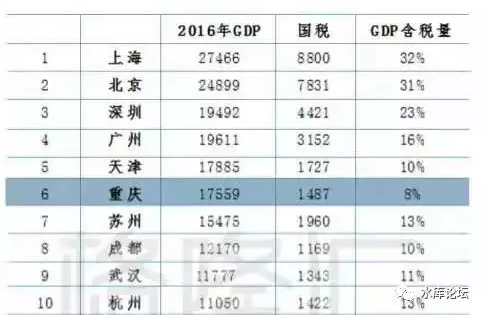 2016年GDP 国税 GDP含税量
1 上海 27466 8800 32%
2 北京 24899 7831 31%
3 深圳 19492 4421 23%
4 广州 19611 3152 16%
5 天津 17885 1727 10%
6 重庆 17559 1487 8%
7 苏州 15475 1960 13%
8 成都 12170 1169 10%
9 武汉 11777 1343 11%
10 杭州 11050 1422 13%
水库论坛